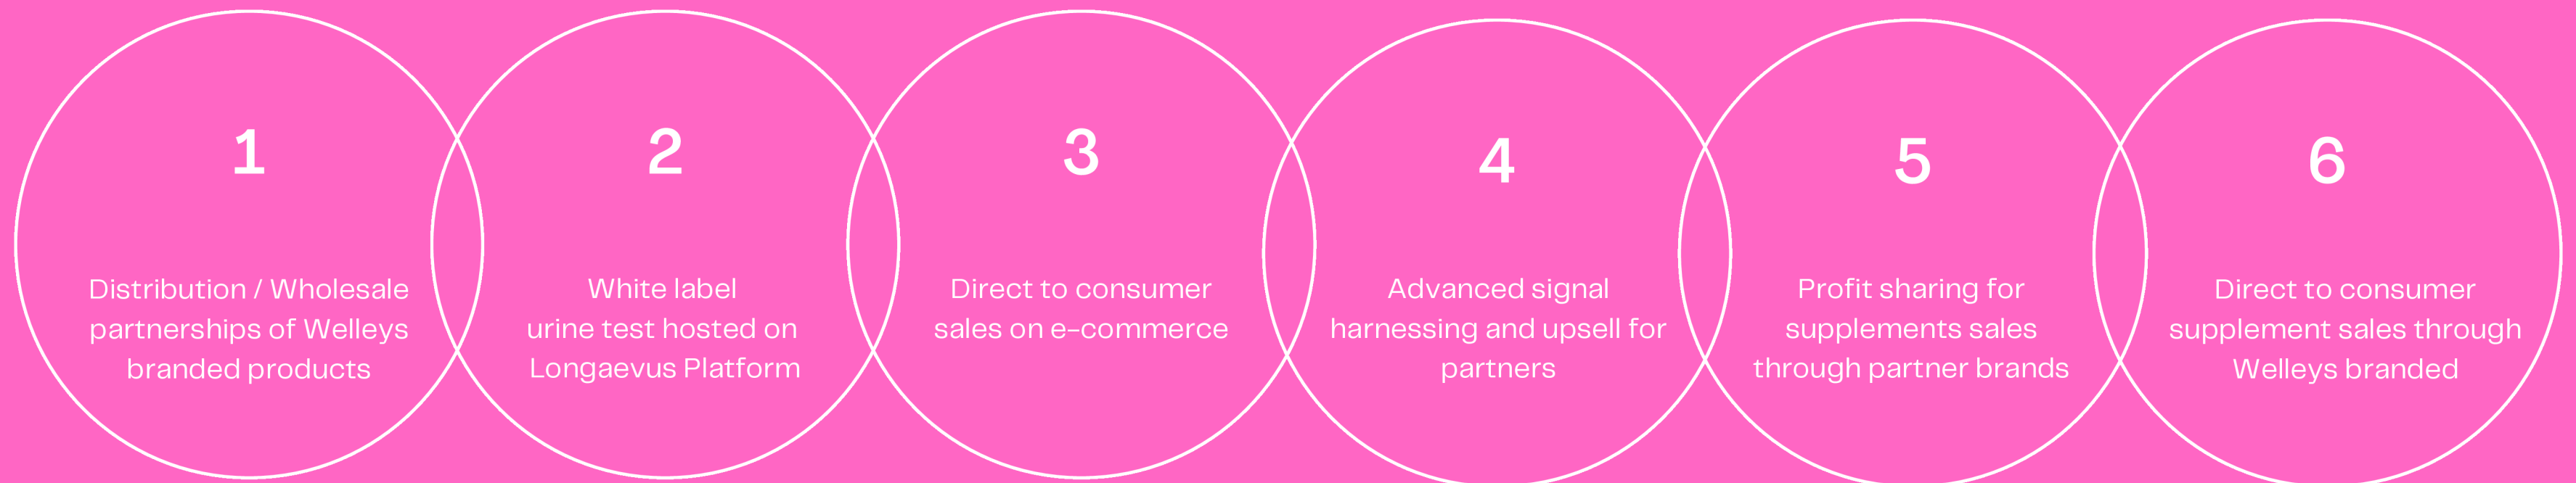 1
Distribution / Wholesale
partnerships of Welleys
branded products
2
White label
urine test hosted on
Longaevus Platform
3
Direct to consumer
sales on e-commerce
4
Advanced signal
harnessing and upsell for
partners
5
Profit sharing for
supplements sales
through partner brands
6
Direct to consumer
supplement sales through
Welleys branded